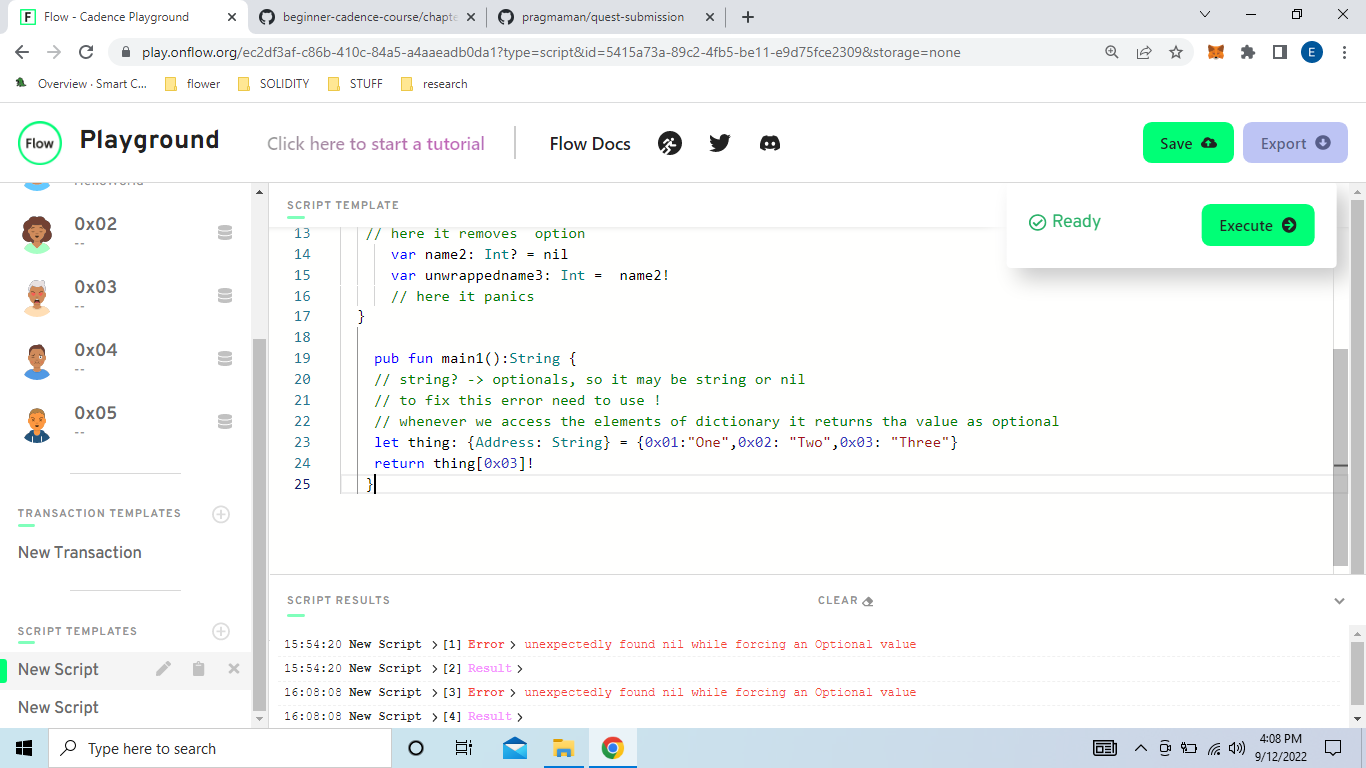 F Flow - Cadence Playground
beginner-cadence-course/chapte
pragmaman/quest-submission
play.onflow.org/ec2df3af-c86b-410c-84a5-a4aaeadb0da1?type=script&id=5415a73a-89c2-4fb5-be11-e9d75fce2309&storage=none
E
Overview · Smart C...
flower
SOLIDITY
STUFF
research
Flow
Playground
Click here to start a tutorial
Flow Docs
Save
Export
HelloWorld
0x02
--
0x03
--
0x04
--
0x05
--
TRANSACTION TEMPLATES
New Transaction
SCRIPT TEMPLATES
New Script
New Script
SCRIPT TEMPLATE
Ready
Execute
13 // here it removes  option
14 var name2: Int? = nil
15 var unwrappedname3: Int =  name2!
16 // here it panics
17 }
18
19 pub fun main1():String {
20 // string? -> optionals, so it may be string or nil
21 // to fix this error need to use !
22 // whenever we access the elements of dictionary it returns tha value as optional
23 let thing: {Address: String} = {0x01:"One",0x02: "Two",0x03: "Three"}
24 return thing[0x03]!
25 }
SCRIPT RESULTS
CLEAR
15:54:20 New Script > [1] Error > unexpectedly found nil while forcing an Optional value
15:54:20 New Script > [2] Result >
16:08:08 New Script > [3] Error > unexpectedly found nil while forcing an Optional value
16:08:08 New Script > [4] Result >
Type here to search
4:08 PM
9/12/2022